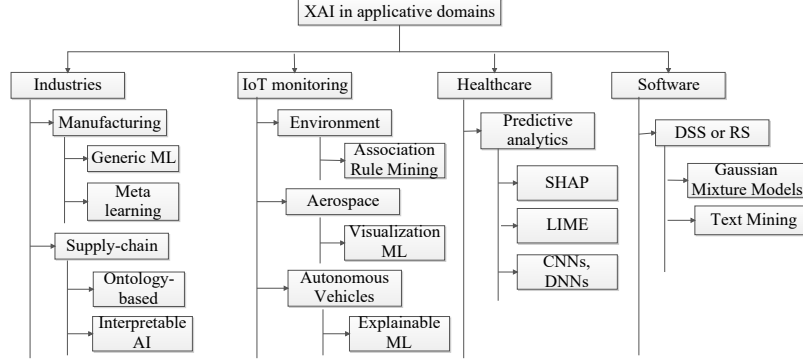 XAI in applicative domains
Industries
Manufacturing
Generic ML
Meta
learning
Supply-chain
Ontology-
based
Interpretable
AI
IoT monitoring
Environment
Association
Rule Mining
Aerospace
Visualization
ML
Autonomous
Vehicles
Explainable
ML
Healthcare
Predictive
analytics
SHAP
LIME
CNNs,
DNNs
Software
DSS or RS
Gaussian
Mixture Models
Text Mining